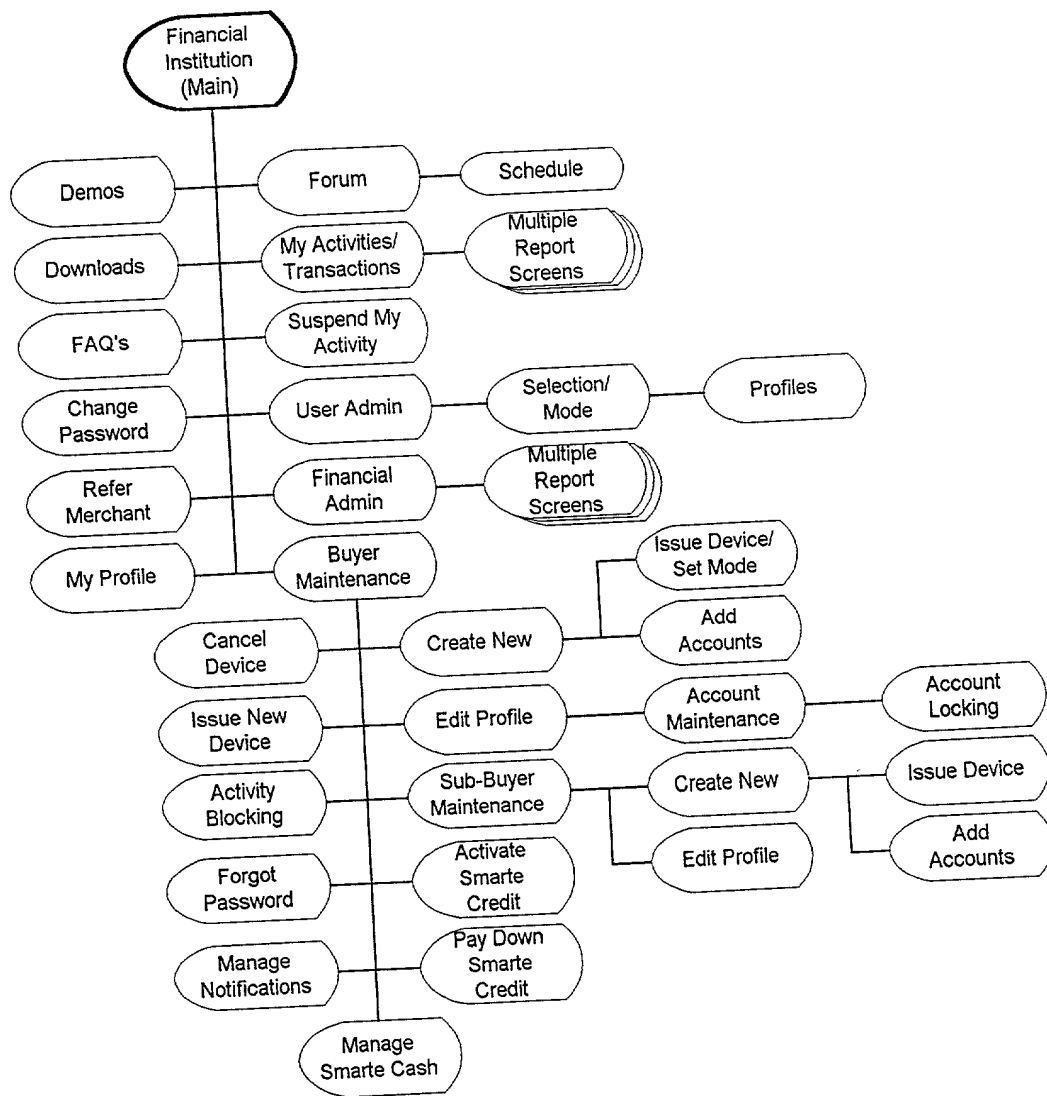 Financial
Institution
(Main)
Demos
Forum
Schedule
Downloads
My Activities/
Transactions
Multiple
Report
Screens
FAQ's
Suspend My
Activity
Change
Password
User Admin
Selection/
Mode
Profiles
Refer
Merchant
Financial
Admin
Multiple
Report
Screens
My Profile
Buyer
Maintenance
Issue Device/
Set Mode
Cancel
Device
Create New
Add
Accounts
Issue New
Device
Edit Profile
Account
Maintenance
Account
Locking
Activity
Blocking
Sub-Buyer
Maintenance
Create New
Issue Device
Edit Profile
Add
Accounts
Forgot
Password
Activate
Smarte
Credit
Manage
Notifications
Pay Down
Smarte
Credit
Manage
Smarte Cash